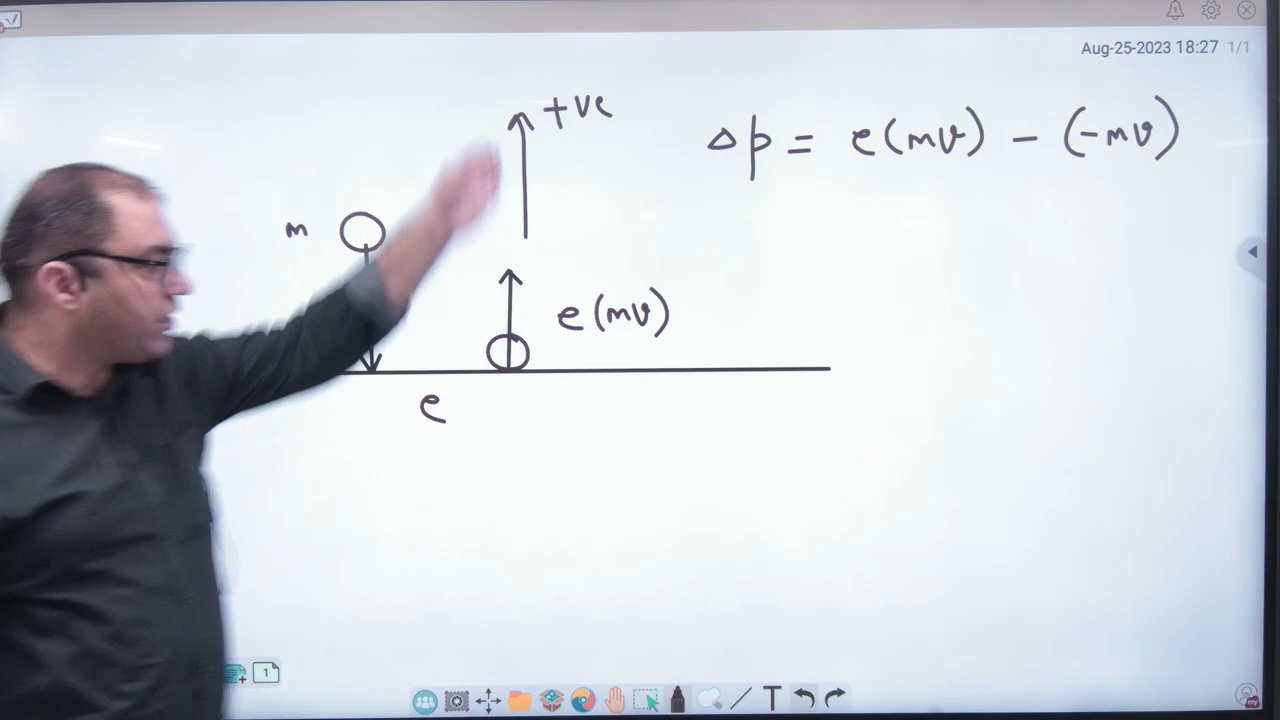 Aug-25-2023 18:27 1/1
+ve
Δp = e(mv) - (-mv)
m
e(mv)
e
1
T